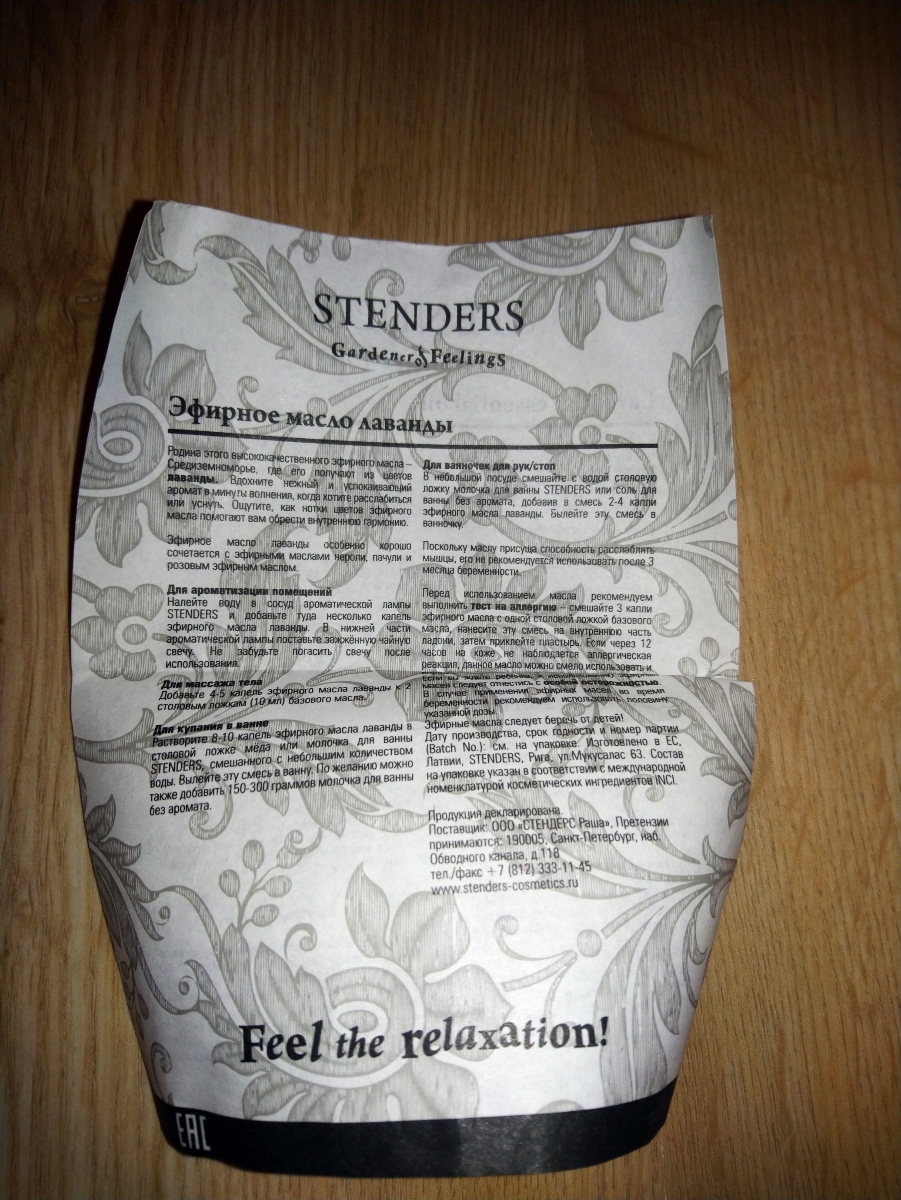 STENDERS
Gardener of Feelings
Эфирное масло лаванды
Родина этого высококачественного эфирного масла –
Средиземноморье, где его получают из цветов
лаванды. Вдохните нежный и успокаивающий
аромат в минуты волнения, когда хотите расслабиться
или уснуть. Ощутите, как нотки цветов эфирного
масла помогают вам обрести внутреннюю гармонию.
Эфирное масло лаванды особенно хорошо
сочетается с эфирными маслами нероли, пачули и
розовым эфирным маслом.
Для ароматизации помещений
Налейте воду в сосуд ароматической лампы
STENDERS и добавьте туда несколько капель
эфирного масла лаванды. В нижней части
ароматической лампы поставьте зажжённую чайную
свечу. Не забудьте погасить свечу после
использования.
Для массажа тела
Добавьте 4-5 капель эфирного масла лаванды к 2
столовым ложкам (10 мл) базового масла.
Для купания в ванне
Растворите 8-10 капель эфирного масла лаванды в
столовой ложке мёда или молочка для ванны
STENDERS, смешанного с небольшим количеством
воды. Вылейте эту смесь в ванну. По желанию можно
также добавить 150-300 граммов молочка для ванны
без аромата.
Для ванночек для рук/стоп
В небольшой посуде смешайте с водой столовую
ложку молочка для ванны STENDERS или соль для
ванны без аромата, добавив в смесь 2-4 капли
эфирного масла лаванды. Вылейте эту смесь в
ванночку.
Поскольку маслу присуща способность расслаблять
мышцы, его не рекомендуется использовать после 3
месяца беременности.
Перед использованием масла рекомендуем
выполнить тест на аллергию – смешайте 3 капли
эфирного масла с одной столовой ложкой базового
масла, нанесите эту смесь на внутреннюю часть
ладони, затем приклейте пластырь. Если через 12
часов на коже не наблюдается аллергическая
реакция, данное масло можно смело использовать и
Если вы ждёте ребёнка, к использованию эфирных
масел следует отнестись с особой осторожностью.
В случае применения эфирных масел во время
беременности рекомендуем использовать половину
указанной дозы.
Эфирные масла следует беречь от детей!
Дату производства, срок годности и номер партии
(Batch No.): см. на упаковке. Изготовлено в ЕС,
Латвии, STENDERS, Рига, ул.Мукусалас 63. Состав
на упаковке указан в соответствии с международной
номенклатурой косметических ингредиентов INCI.
Продукция декларирована.
Поставщик: ООО «СТЕНДЕРС Раша», Претензии
принимаются: 190005, Санкт-Петербург, наб.
Обводного канала, д.118
тел./факс +7 (812) 333-11-45
www.stenders-cosmetics.ru
Feel the relaxation!
EAC